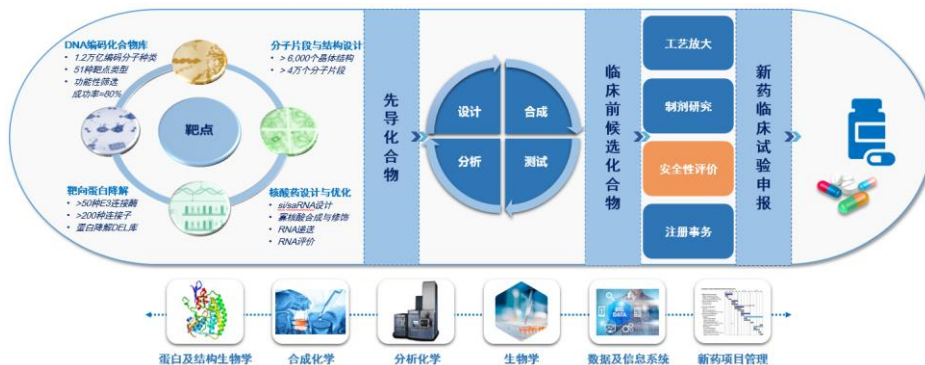 DNA编码化合物库
• 1.2万亿编码分子种类
• 51种靶点类型
• 功能性筛选
成功率≈80%
分子片段与结构设计
• > 6,000个晶体结构
• > 4万个分子片段
靶点
靶向蛋白降解
• >50种E3连接酶
• >200种连接子
• 蛋白降解DEL库
核酸药设计与优化
• si/saRNA设计
• 寡核酸合成与修饰
• RNA递送
• RNA评价
先导化合物
设计
合成
分析
测试
临床前候选化合物
工艺放大
制剂研究
安全性评价
注册事务
新药临床试验申报
DATA
蛋白及结构生物学
合成化学
分析化学
生物学
数据及信息系统
新药项目管理